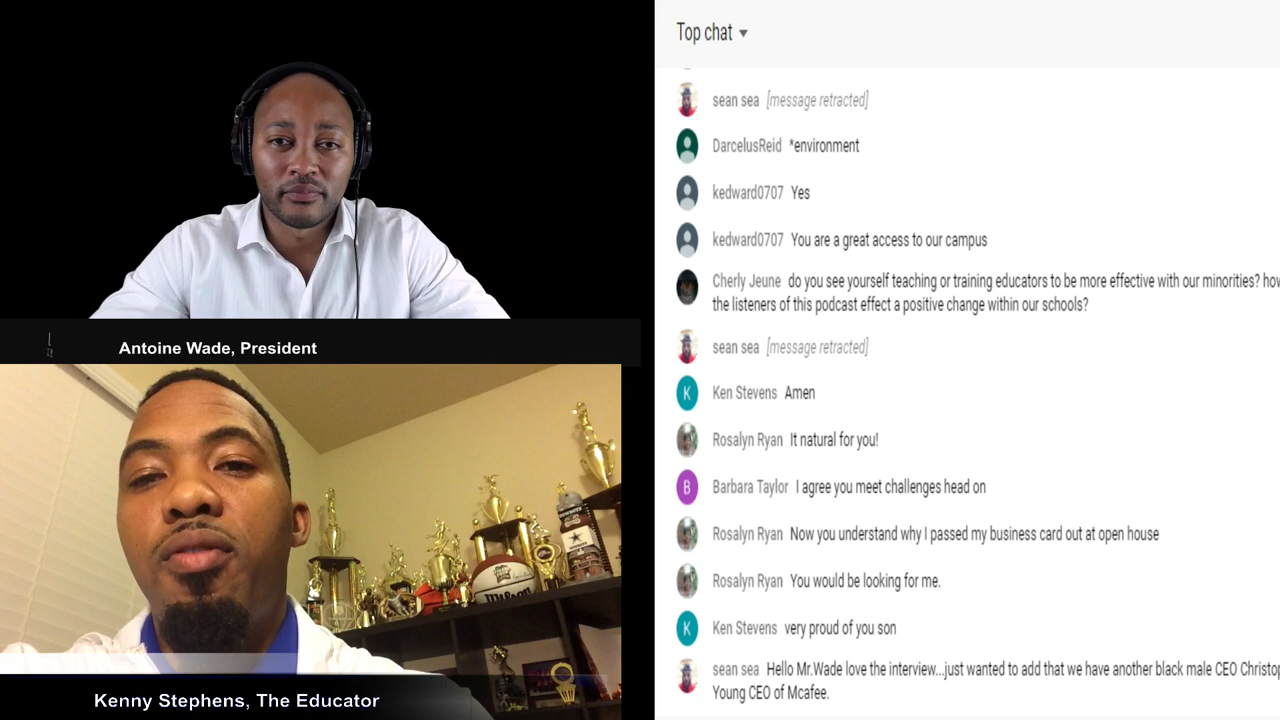 Top chat
sean sea [message retracted]
DarcelusReid *environment
kedward0707 Yes
kedward0707 You are a great access to our campus
Cherly Jeune do you see yourself teaching or training educators to be more effective with our minorities? how
the listeners of this podcast effect a positive change within our schools?
sean sea [message retracted]
Ken Stevens Amen
Rosalyn Ryan It natural for you!
Barbara Taylor I agree you meet challenges head on
Rosalyn Ryan Now you understand why I passed my business card out at open house
Rosalyn Ryan You would be looking for me.
Ken Stevens very proud of you son
sean sea Hello Mr.Wade love the interview...just wanted to add that we have another black male CEO Christop
Young CEO of Mcafee.
Antoine Wade, President
Wilson
Kenny Stephens, The Educator
K
B
K